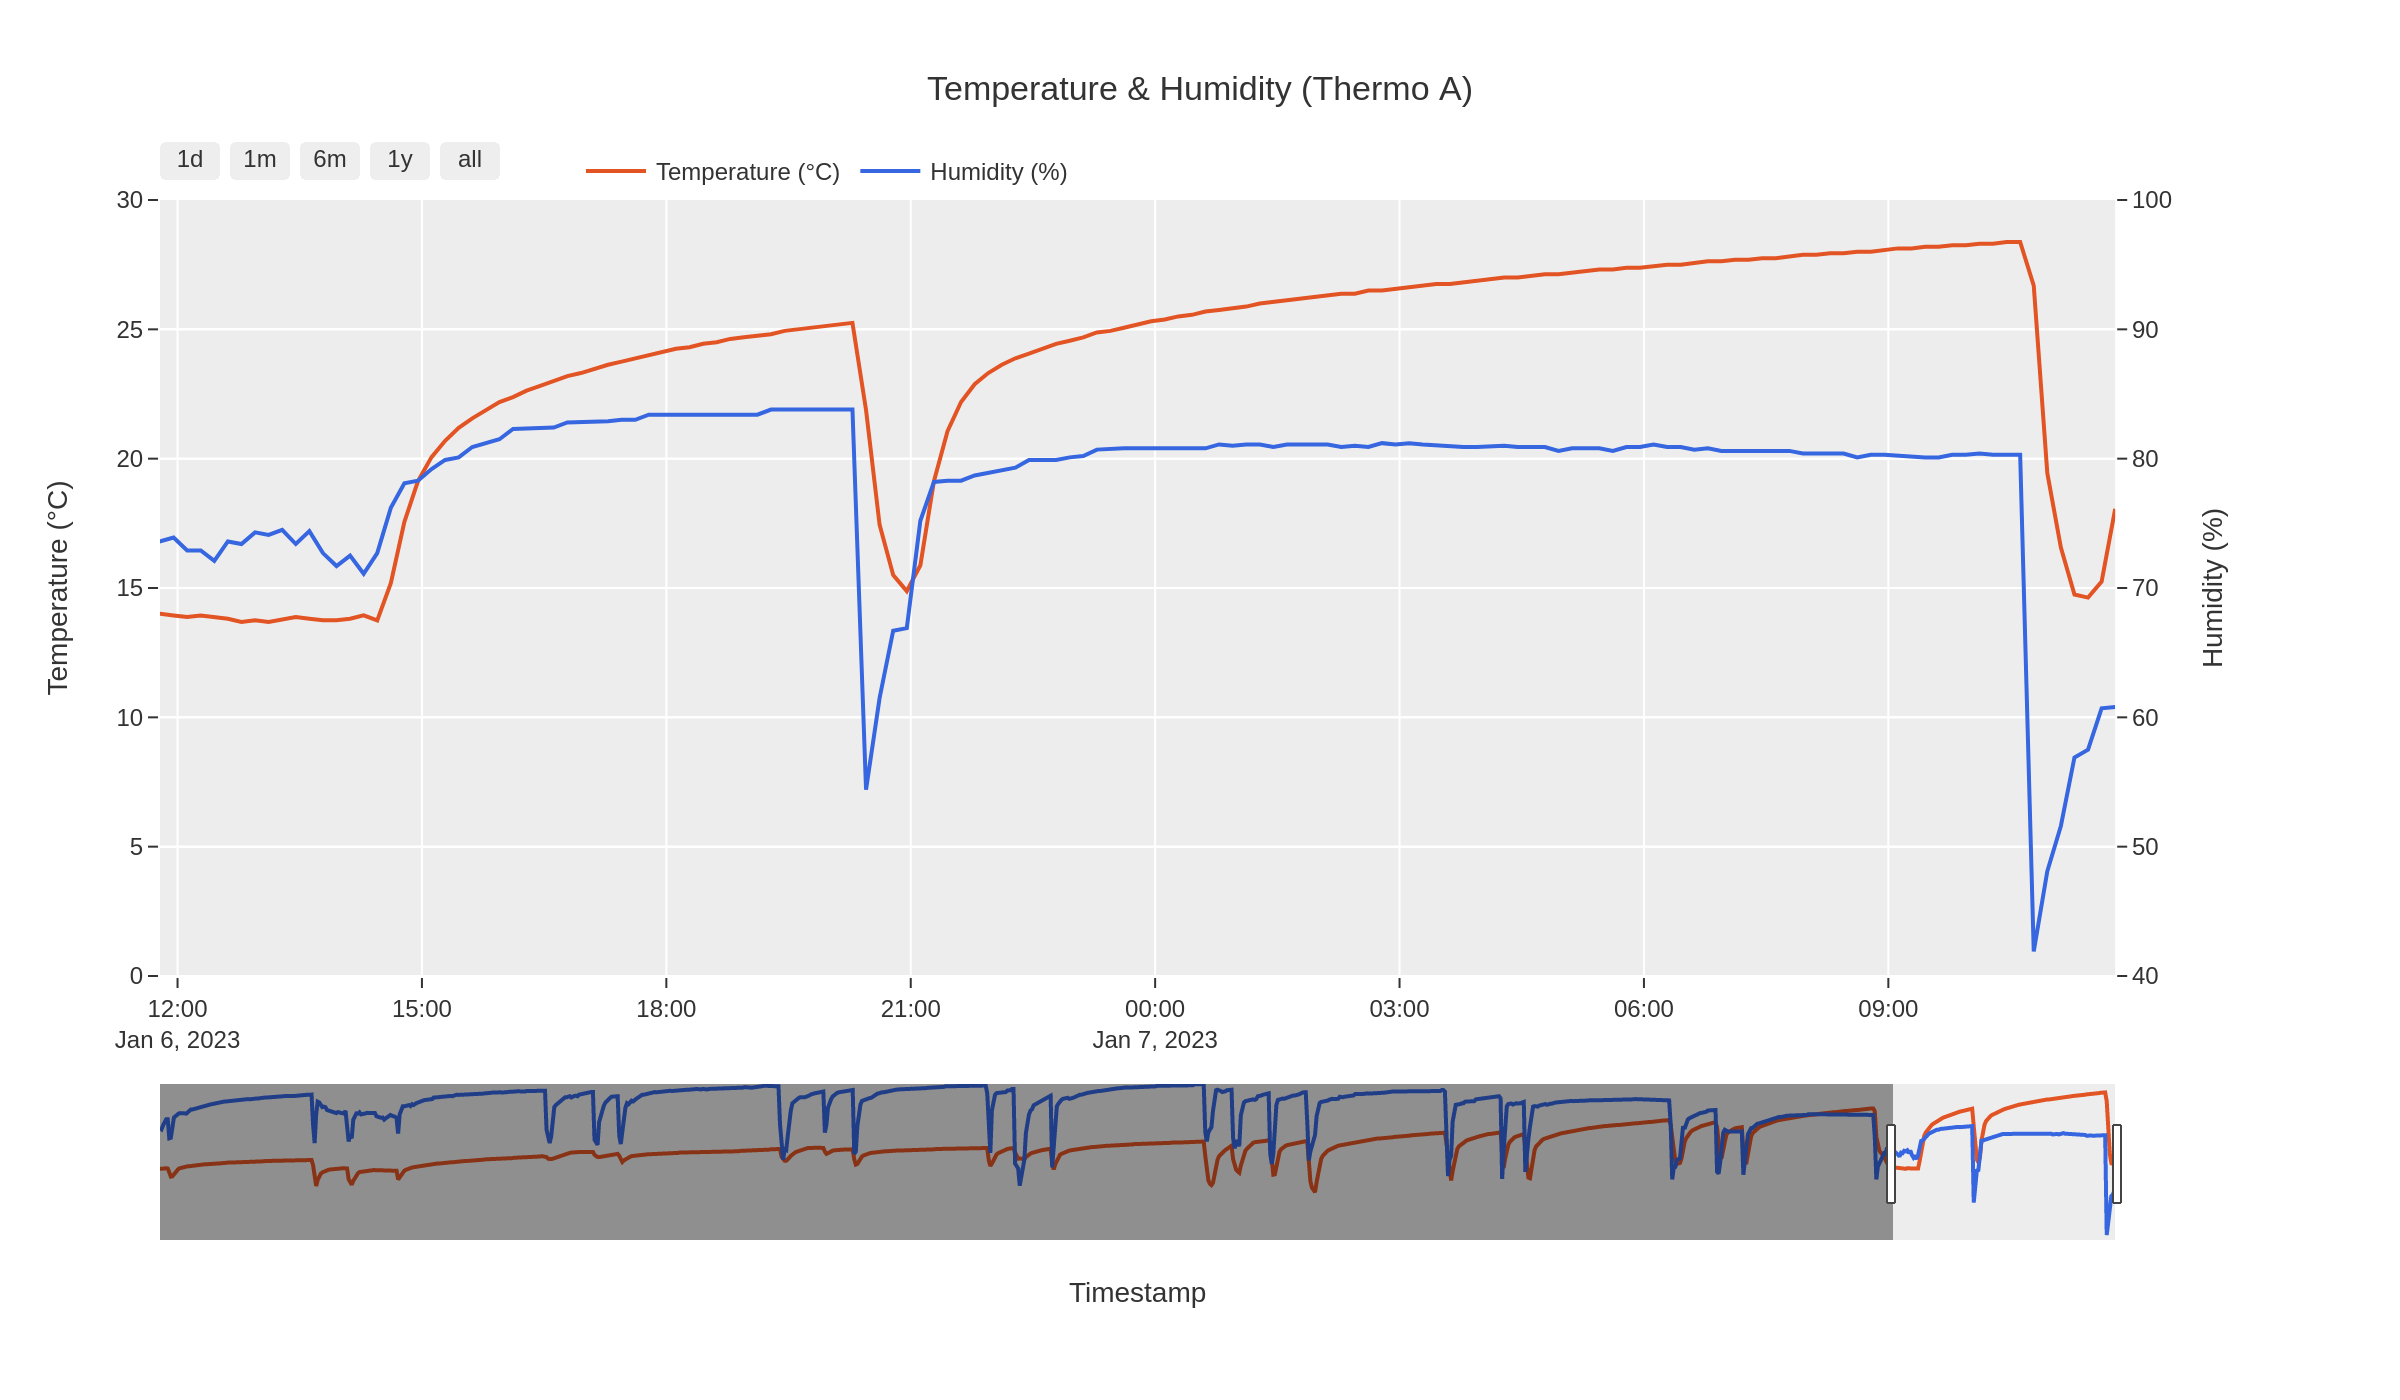 Temperature & Humidity (Thermo A)
1d 1m 6m 1y all
Temperature (°C) Humidity (%)
30
25
20
15
10
5
0
Temperature (°C)
100
90
80
70
60
50
40
Humidity (%)
12:00 15:00 18:00 21:00 00:00 03:00 06:00 09:00
Jan 6, 2023 Jan 7, 2023
Timestamp